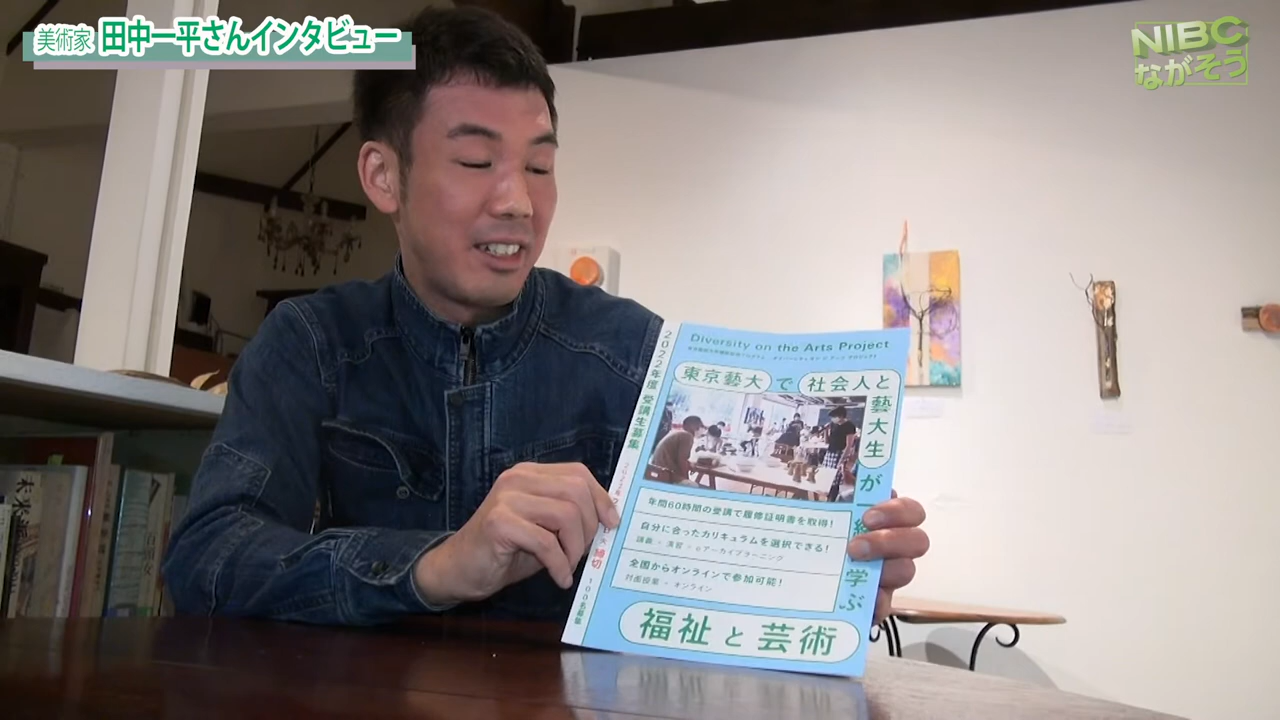 美術家 田中一平さんインタビュー
NIBC
ながそう
Diversity on the Arts Project
東京藝大で社会人と
藝大生が一緒に学ぶ
年間60時間の受講で履修証明書を取得!
自分に合ったカリキュラムを選択できる!
講義・演習・eアーカイブラーニング
全国からオンラインで参加可能!
対面授業・オンライン
福祉と芸術
2022年度 受講生募集
締切
100名募集